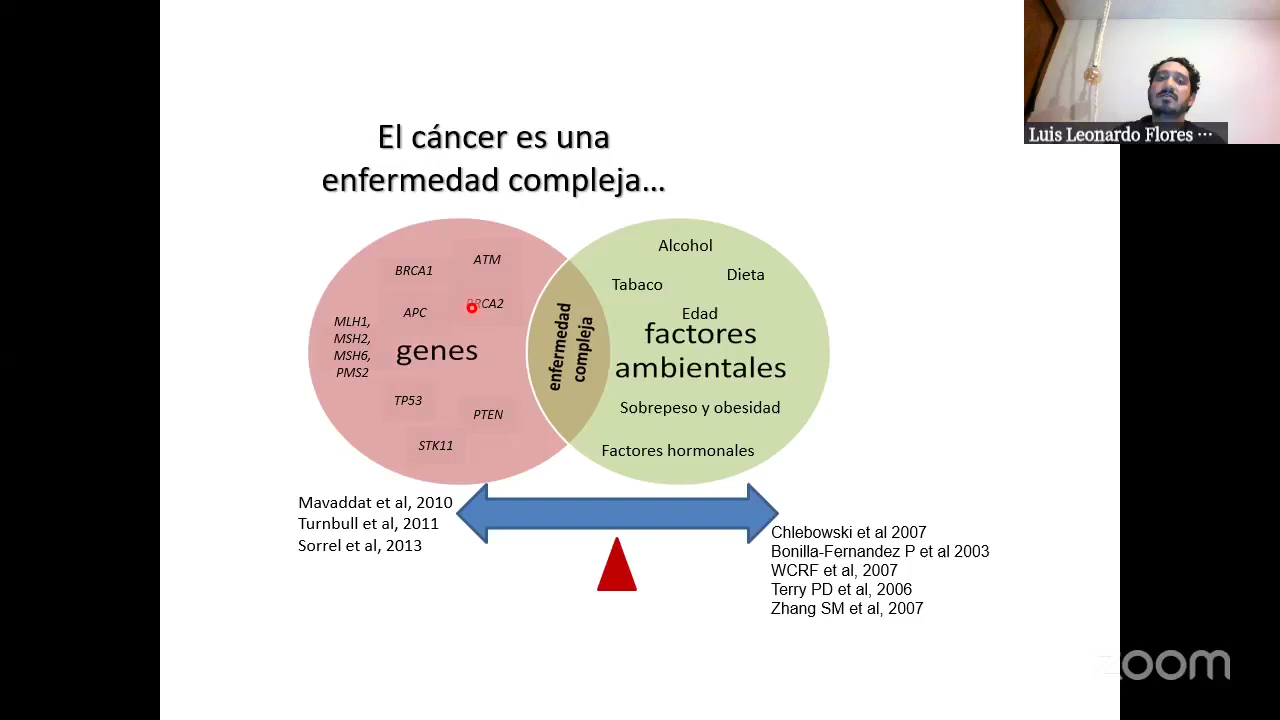 El cáncer es una
enfermedad compleja...
Luis Leonardo Flores ...
ATM
BRCA1
BRCA2
APC
MLH1,
MSH2,
MSH6,
PMS2
genes
TP53
PTEN
STK11
enfermedad
compleja
Alcohol
Dieta
Tabaco
Edad
factores
ambientales
Sobrepeso y obesidad
Factores hormonales
Mavaddat et al, 2010
Turnbull et al, 2011
Sorrel et al, 2013
Chlebowski et al 2007
Bonilla-Fernandez P et al 2003
WCRF et al, 2007
Terry PD et al, 2006
Zhang SM et al, 2007
zoom